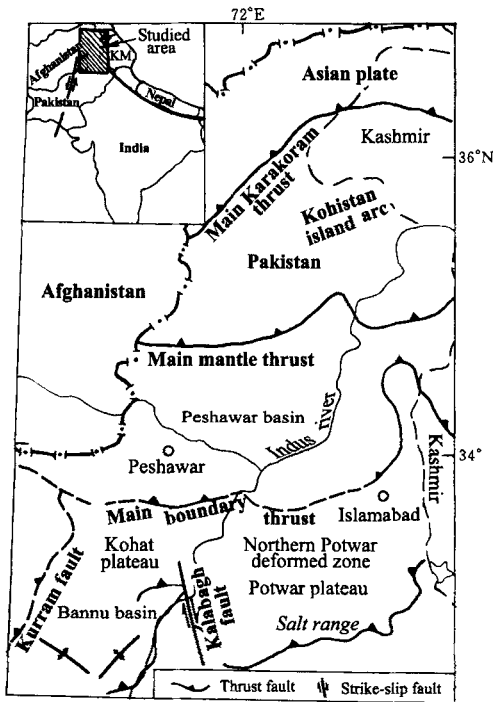 72°E
Studied
area
Afghanistan
KM
Pakistan
Nepal
India
Asian plate
Kashmir
36°N
Main Karakoram
thrust
Kohistan
island arc
Pakistan
Afghanistan
Main mantle thrust
Peshawar basin
Indus
river
Peshawar
34°
Kashmir
Main boundary thrust
Islamabad
Kohat
plateau
Northern Potwar
deformed zone
Kurram fault
Kalabagh
fault
Potwar plateau
Bannu basin
Salt range
Thrust fault
Strike-slip fault